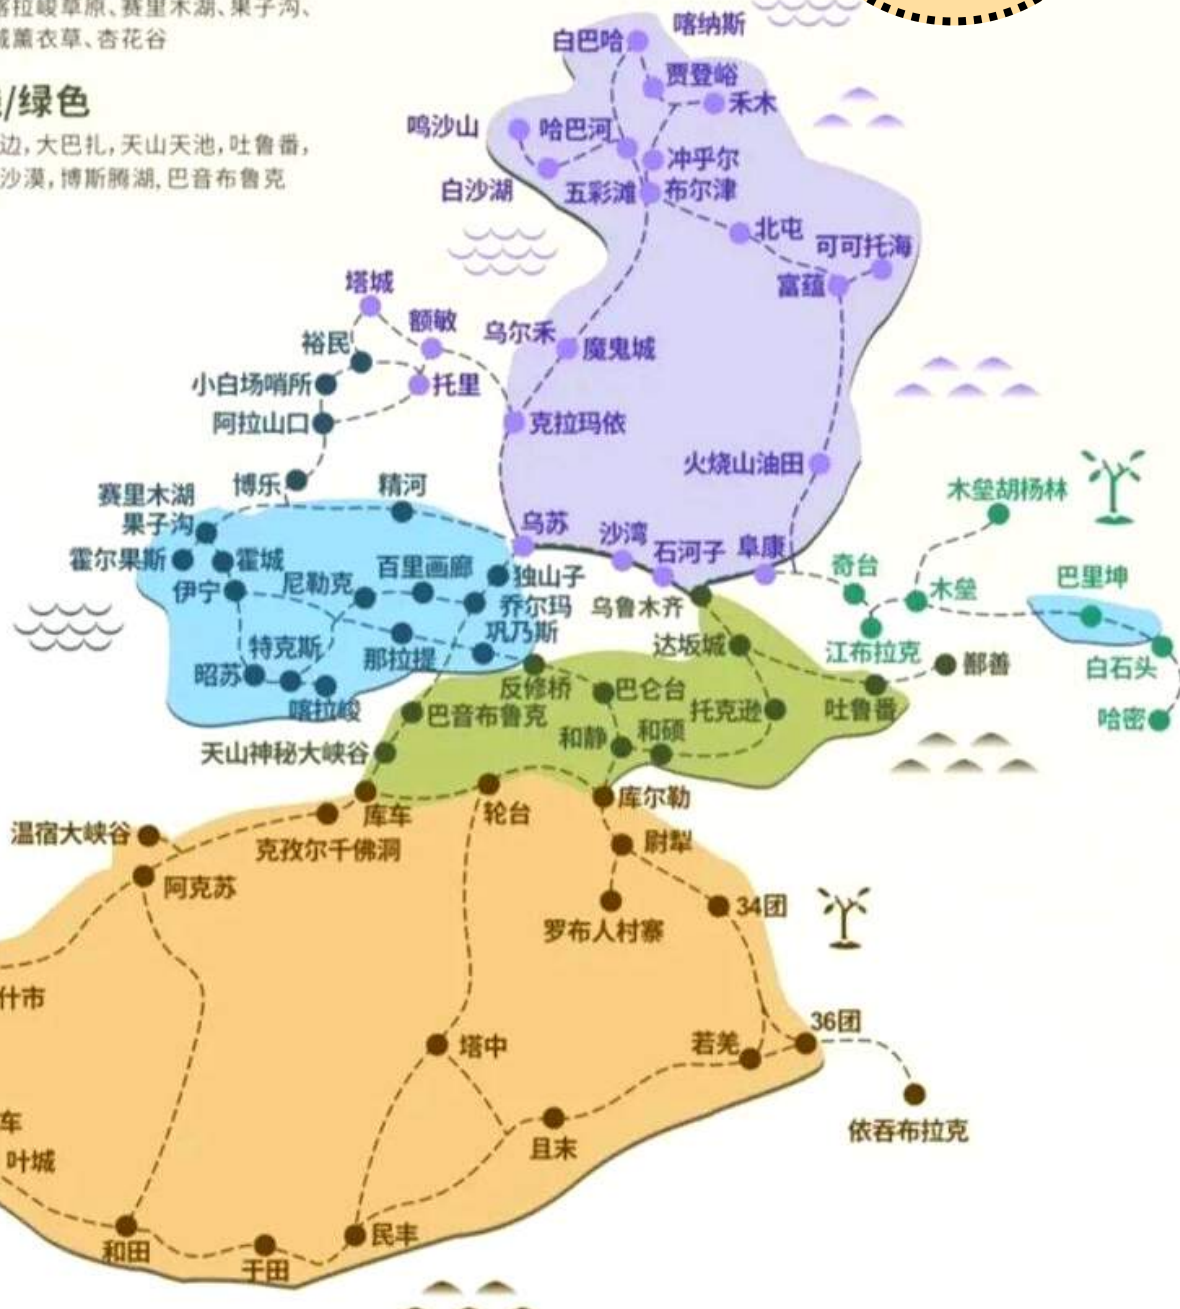 喀拉峻草原、赛里木湖、果子沟、
城薰衣草、杏花谷
/绿色
边,大巴扎,天山天池,吐鲁番,
沙漠,博斯腾湖,巴音布鲁克
喀纳斯
白巴哈
贾登峪
禾木
鸣沙山
哈巴河
冲乎尔
白沙湖
五彩滩
布尔津
北屯
可可托海
富蕴
塔城
额敏
乌尔禾
魔鬼城
裕民
小白场哨所
托里
阿拉山口
克拉玛依
火烧山油田
博乐
精河
赛里木湖
果子沟
木垒胡杨林
乌苏
沙湾
石河子
阜康
霍尔果斯
霍城
百里画廊
独山子
奇台
巴里坤
伊宁
尼勒克
乔尔玛
乌鲁木齐
木垒
巩乃斯
特克斯
那拉提
达坂城
江布拉克
鄯善
白石头
昭苏
喀拉峻
反修桥
巴仑台
托克逊
吐鲁番
哈密
巴音布鲁克
和静
和硕
天山神秘大峡谷
库车
轮台
库尔勒
温宿大峡谷
克孜尔千佛洞
尉犁
阿克苏
34团
罗布人村寨
什市
36团
塔中
若羌
车
且末
依吞布拉克
叶城
和田
于田
民丰